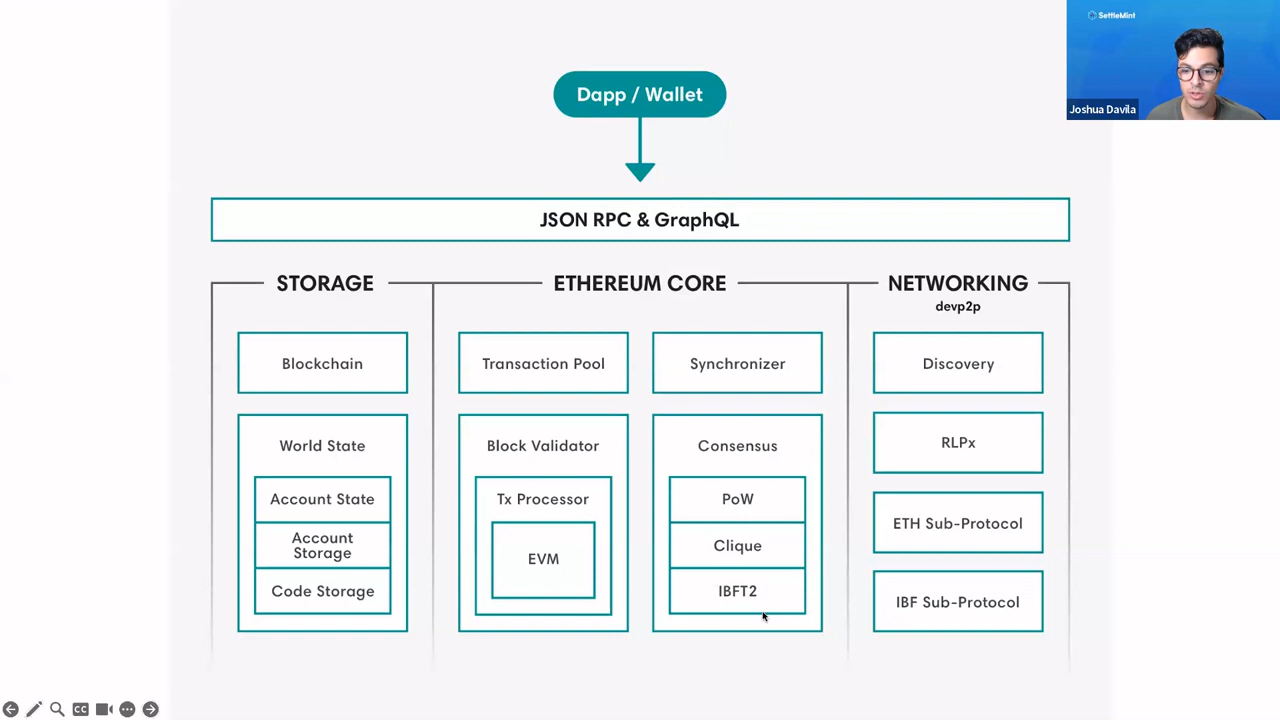 SettleMint
Joshua Davila
Dapp / Wallet
JSON RPC & GraphQL
STORAGE
Blockchain
World State
Account State
Account
Storage
Code Storage
ETHEREUM CORE
Transaction Pool
Block Validator
Tx Processor
EVM
Synchronizer
Consensus
PoW
Clique
IBFT2
NETWORKING
devp2p
Discovery
RLPx
ETH Sub-Protocol
IBF Sub-Protocol
CC